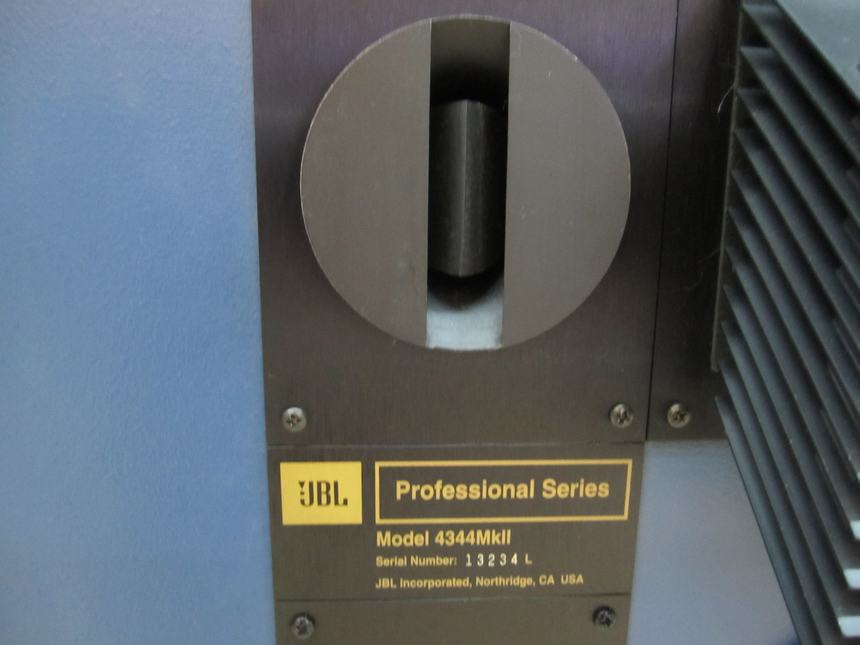 JBL
Professional Series
Model 4344MkII
Serial Number: 13234 L
JBL Incorporated, Northridge, CA USA